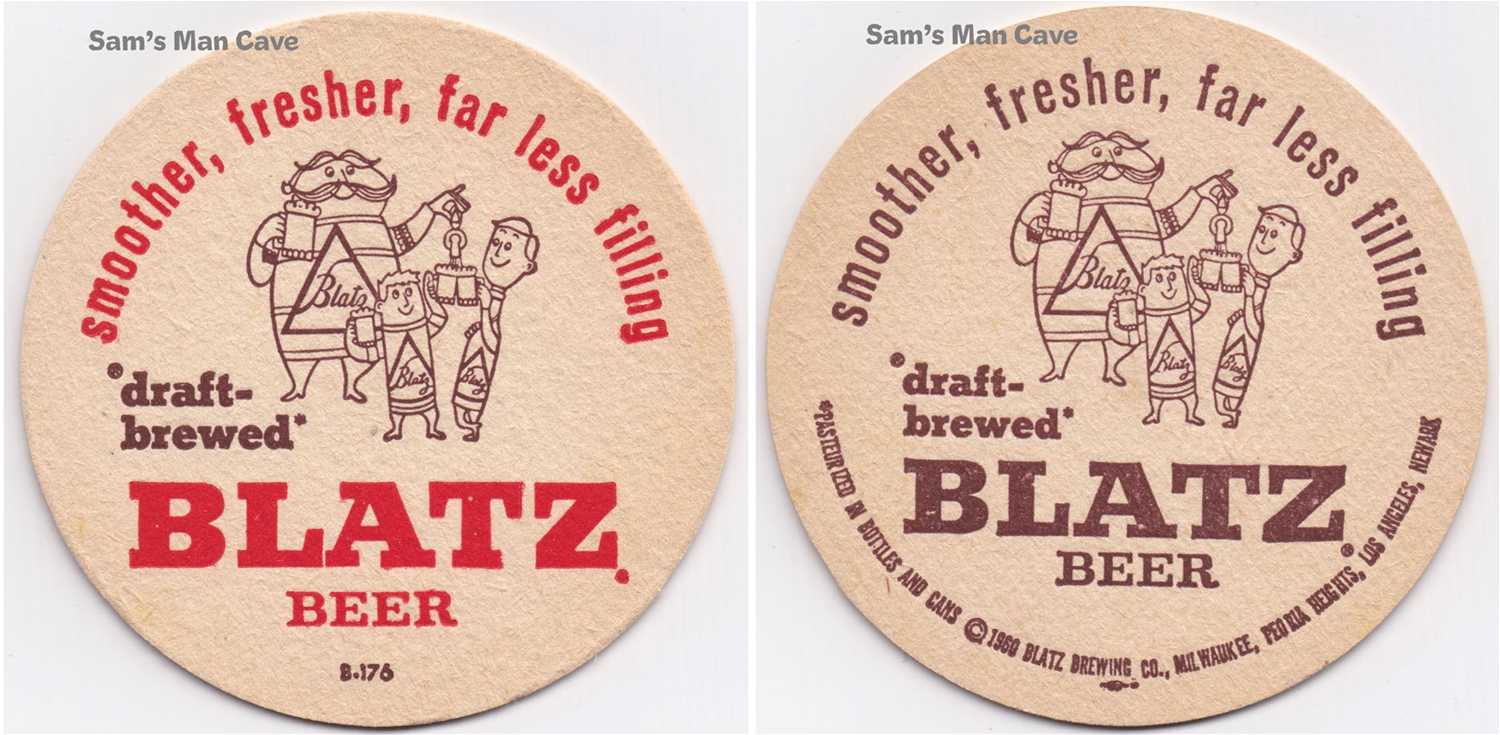 Sam's Man Cave
smoother, fresher, far less filling
Blatz
Blatz
Blatz
®draft-
brewed*
BLATZ®
BEER
B-176
Sam's Man Cave
smoother, fresher, far less filling
Blatz
Blatz
Blatz
®draft-
brewed*
BLATZ®
BEER
*PASTEURIZED IN BOTTLES AND CANS © 1960 BLATZ BREWING CO., MILWAUKEE, PEORIA HEIGHTS, LOS ANGELES, NEWARK